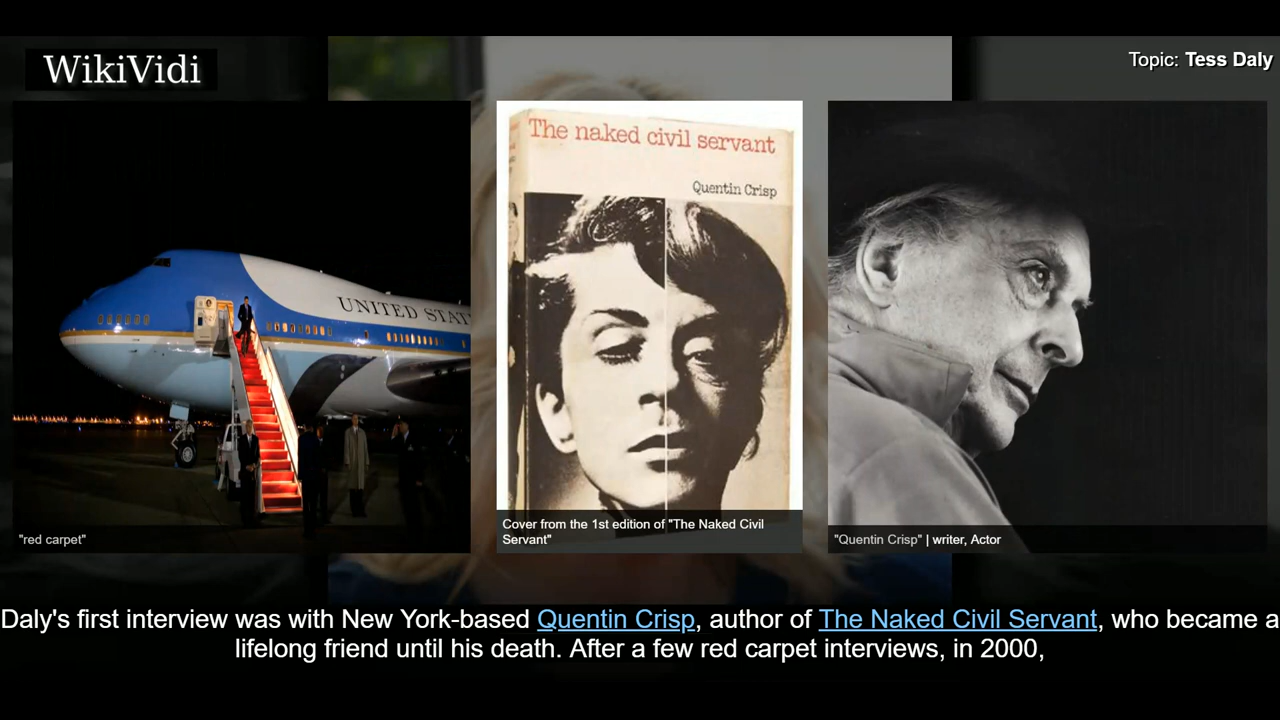 WikiVidi
Topic: Tess Daly
UNITED STAT
The naked civil servant
Quentin Crisp
"red carpet"
Cover from the 1st edition of "The Naked Civil
Servant"
"Quentin Crisp" | writer, Actor
Daly's first interview was with New York-based Quentin Crisp, author of The Naked Civil Servant, who became a
lifelong friend until his death. After a few red carpet interviews, in 2000,